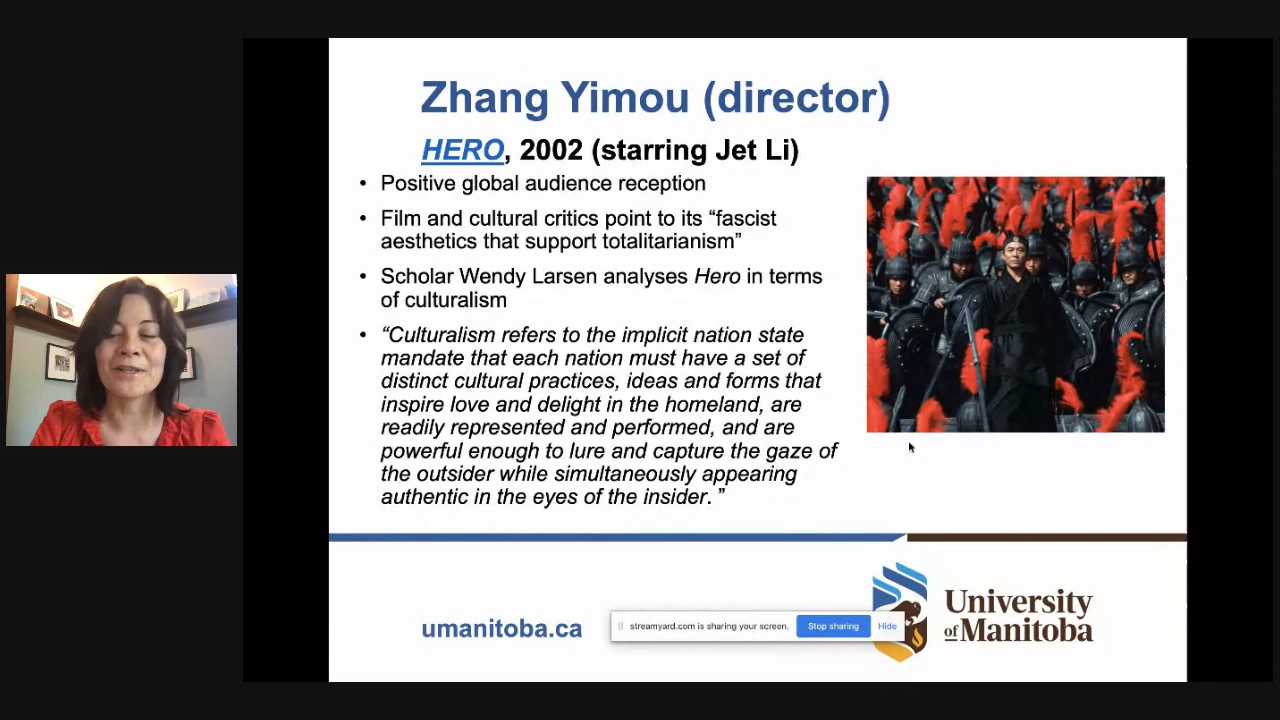 Zhang Yimou (director)
HERO, 2002 (starring Jet Li)
• Positive global audience reception
• Film and cultural critics point to its “fascist
aesthetics that support totalitarianism”
• Scholar Wendy Larsen analyses Hero in terms
of culturalism
• “Culturalism refers to the implicit nation state
mandate that each nation must have a set of
distinct cultural practices, ideas and forms that
inspire love and delight in the homeland, are
readily represented and performed, and are
powerful enough to lure and capture the gaze of
the outsider while simultaneously appearing
authentic in the eyes of the insider. ”
umanitoba.ca
streamyard.com is sharing your screen.
Stop sharing
Hide
University
of Manitoba